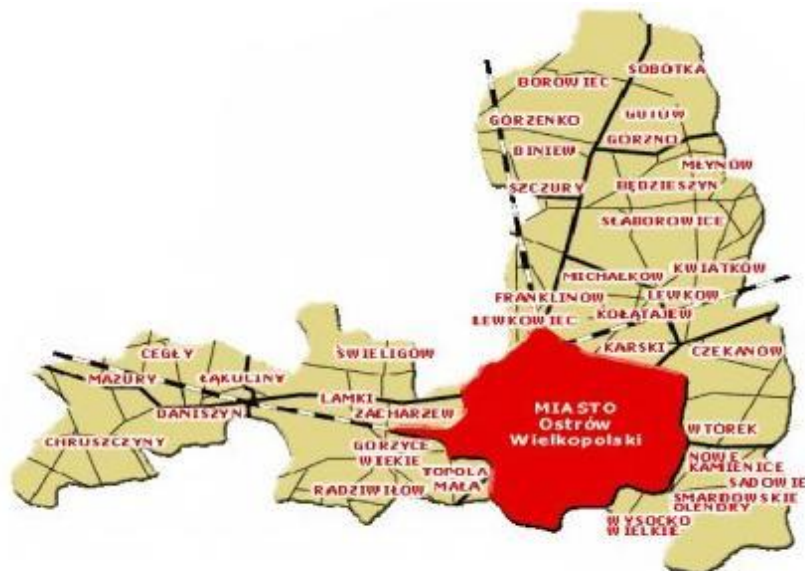 SOBÓTKA
BOROWIEC
GUTÓW
GÓRZENKO
GÓRZNO
BINIEW
MŁYNÓW
SZCZURY
BĘDZIESZYN
SŁABOROWICE
KWIATKÓW
MICHAŁKÓW
FRANKLINÓW
LEWKÓW
KOŁĄTAJEW
LEWKOWIEC
KARSKI
CZEKANÓW
CEGŁY
ŚWIELIGÓW
MAZURY
ŁĄKULINY
LAMKI
DANISZYN
ZACHARZEW
MIASTO
Ostrów
Wielkopolski
CHRUSZCZYNY
GORZYCE
WIEKIE
WTÓREK
NOWE
KAMIENICE
TOPOLA
MAŁA
RADZIWIŁÓW
SADOWIE
SMARDOWSKIE
OLENDRY
WYSOCKO
WIELKIE